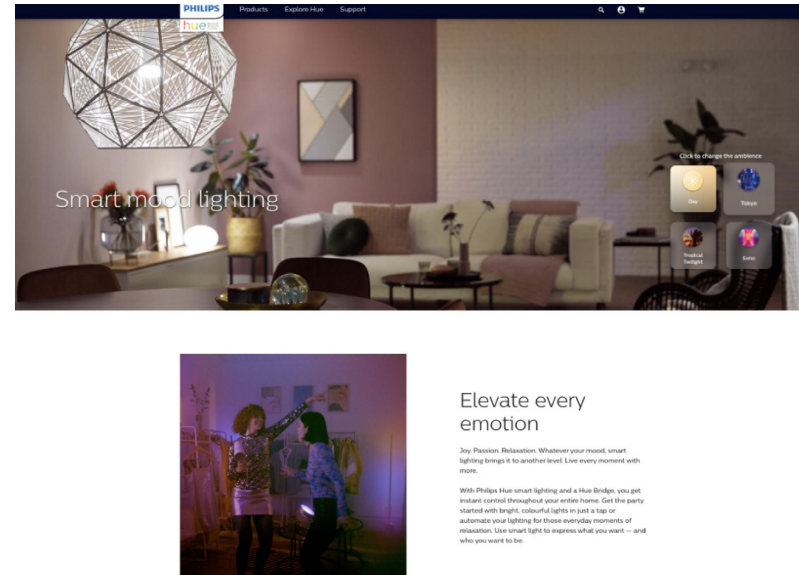 PHILIPS
hue
Products Explore Hue Support
Click to change the ambience
Smart mood lighting
Tokyo
Tropical
Twilight
Soho
Elevate every
emotion
Joy. Passion. Relaxation. Whatever your mood, smart
lighting brings it to another level. Live every moment with
more.
With Philips Hue smart lighting and a Hue Bridge, you get
instant control throughout your entire home. Get the party
started with bright, colourful lights in just a tap or
automate your lighting for those everyday moments of
relaxation. Use smart light to express what you want — and
who you want to be.